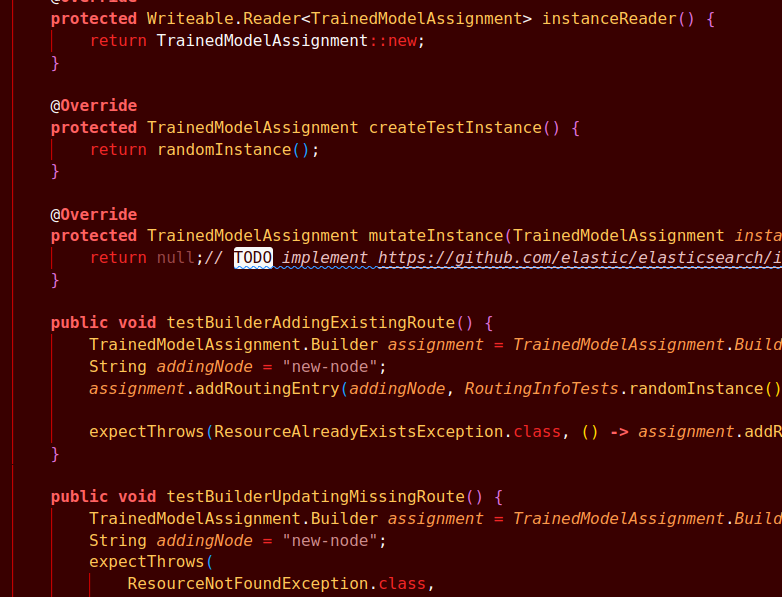 @Override
protected Writeable.Reader<TrainedModelAssignment> instanceReader() {
return TrainedModelAssignment::new;
}
@Override
protected TrainedModelAssignment createTestInstance() {
return randomInstance();
}
@Override
protected TrainedModelAssignment mutateInstance(TrainedModelAssignment insta
return null;// TODO implement https://github.com/elastic/elasticsearch/i
}
public void testBuilderAddingExistingRoute() {
TrainedModelAssignment.Builder assignment = TrainedModelAssignment.Build
String addingNode = "new-node";
assignment.addRoutingEntry(addingNode, RoutingInfoTests.randomInstance()
expectThrows(ResourceAlreadyExistsException.class, () -> assignment.addR
}
public void testBuilderUpdatingMissingRoute() {
TrainedModelAssignment.Builder assignment = TrainedModelAssignment.Build
String addingNode = "new-node";
expectThrows(
ResourceNotFoundException.class,